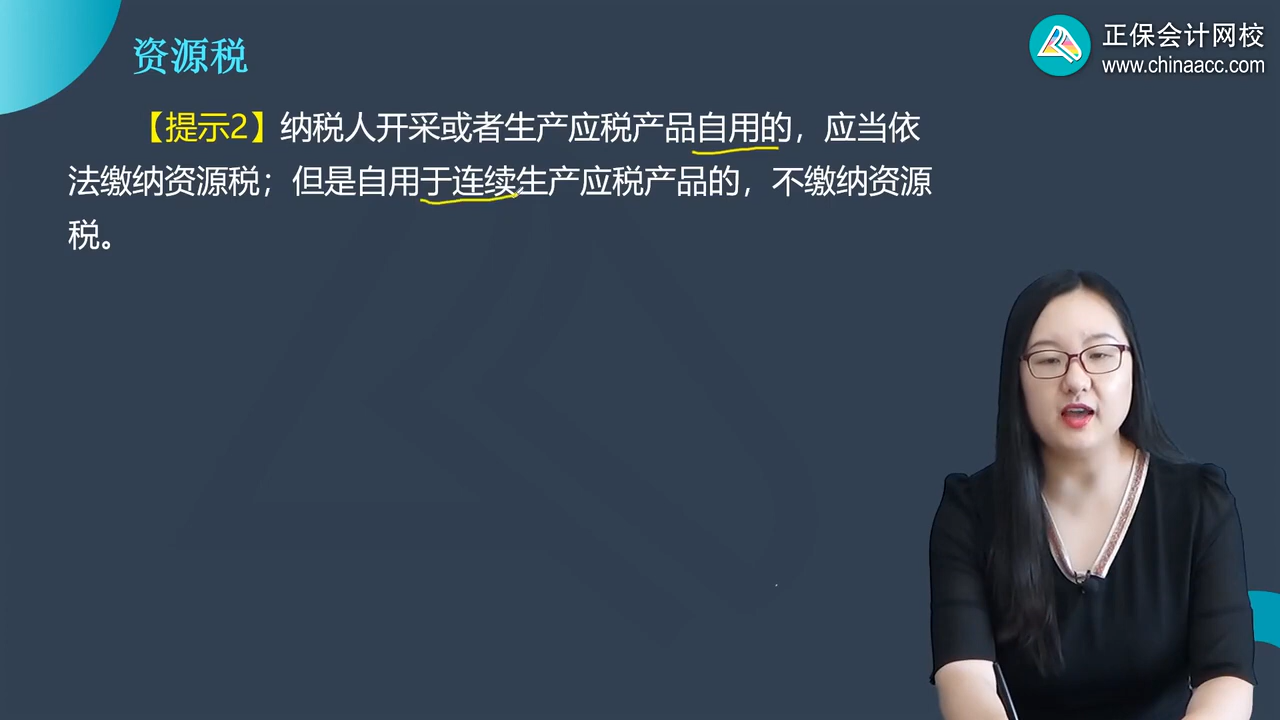 资源税
正保会计网校
www.chinaacc.com
【提示2】纳税人开采或者生产应税产品自用的，应当依
法缴纳资源税；但是自用于连续生产应税产品的，不缴纳资源
税。